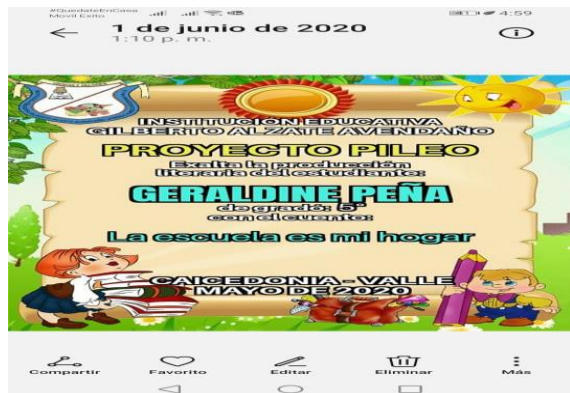 #QuedateEnCasa
Movil Exito
4:59
1 de junio de 2020
1:10 p. m.
INSTITUCIÓN EDUCATIVA
GILBERTO ALZATE AVENDAÑO
PROYECTO PILEO
Exalta la producción
literaria del estudiante:
GERALDINE PEÑA
de grado: 5°
con el cuento:
La escuela es mi hogar
CAICEDONIA - VALLE
MAYO DE 2020
Compartir
Favorito
Editar
Eliminar
Más